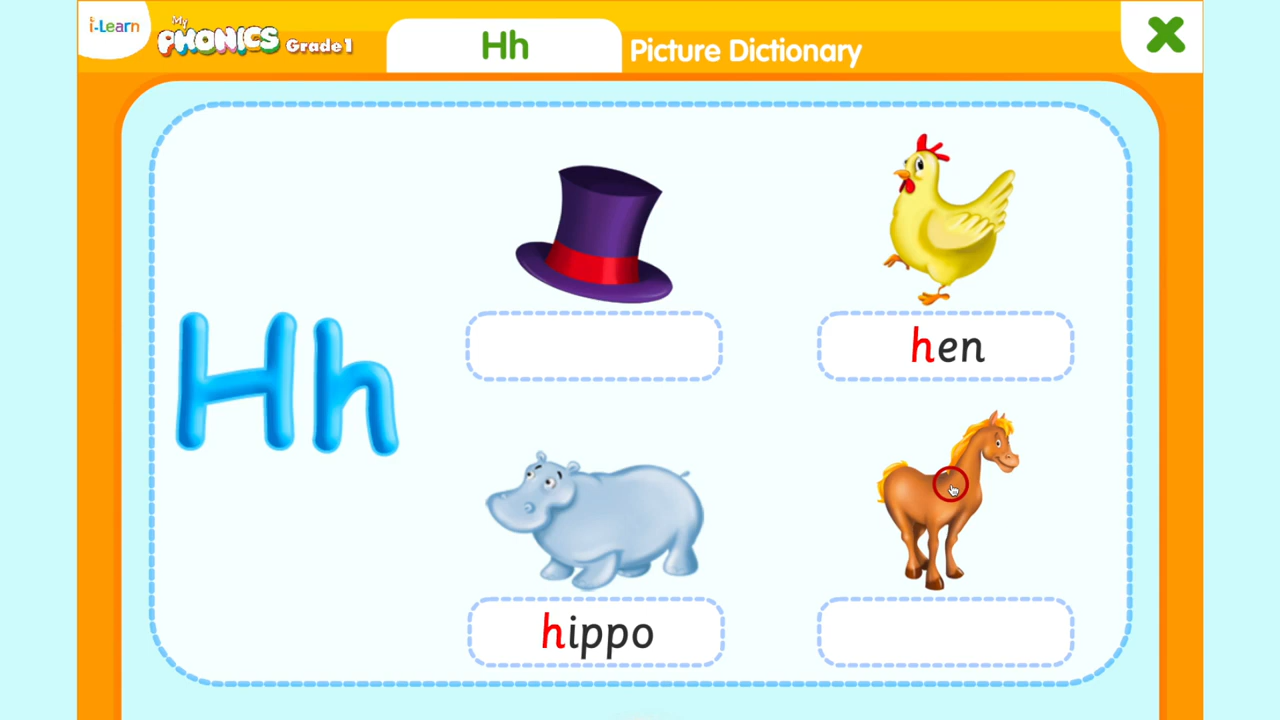 i-Learn
My
PHONICS Grade 1
Hh
Picture Dictionary
Hh
hen
hippo